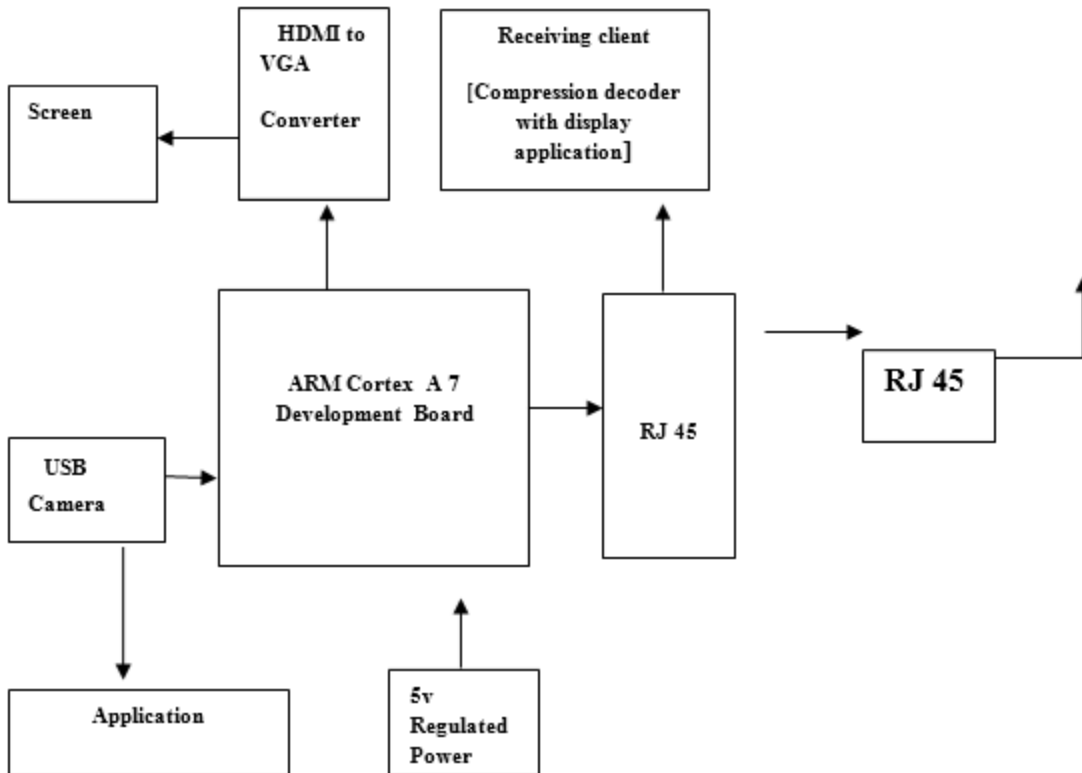 HDMI to
VGA
Converter
Receiving client
[Compression decoder
with display
application]
Screen
ARM Cortex A 7
Development Board
RJ 45
RJ 45
USB
Camera
Application
5v
Regulated
Power